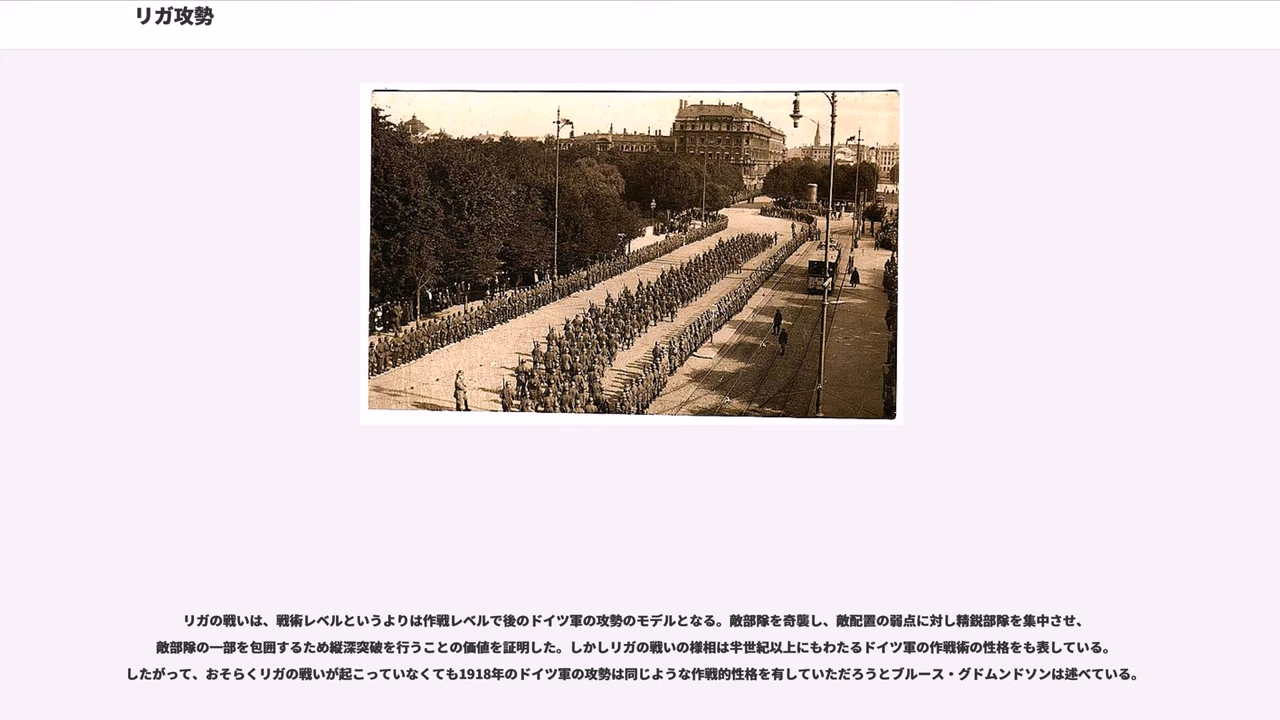 リガ攻勢
リガの戦いは、戦術レベルというよりは作戦レベルで後のドイツ軍の攻勢のモデルとなる。敵部隊を奇襲し、敵配置の弱点に対し精鋭部隊を集中させ、
敵部隊の一部を包囲するため縦深突破を行うことの価値を証明した。しかしリガの戦いの様相は半世紀以上にもわたるドイツ軍の作戦術の性格をも表している。
したがって、おそらくリガの戦いが起こっていなくても1918年のドイツ軍の攻勢は同じような作戦的性格を有していただろうとブルース・グドムンドソンは述べている。